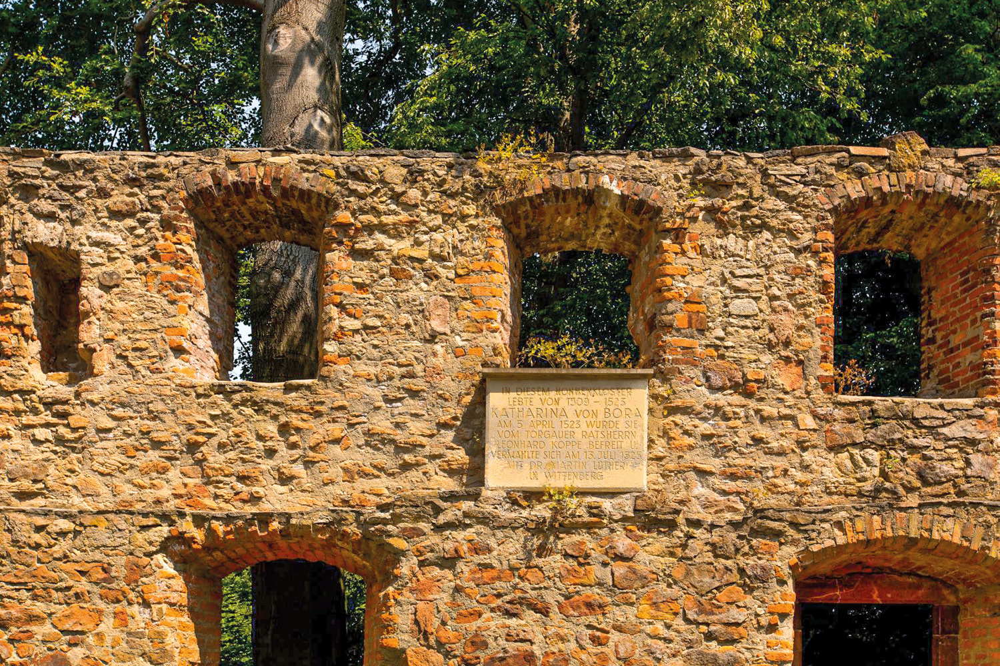 IN DIESEM NONNENKLOSTER
LEBTE VON 1509 – 1523
KATHARINA VON BORA
AM 5. APRIL 1523 WURDE SIE
VOM TORGAUER RATSHERRN
LEONHARD KOPPE BEFREIT U.
VERMÄHLTE SICH AM 13. JULI 1525
MIT DR. MARTIN LUTHER
IN WITTENBERG